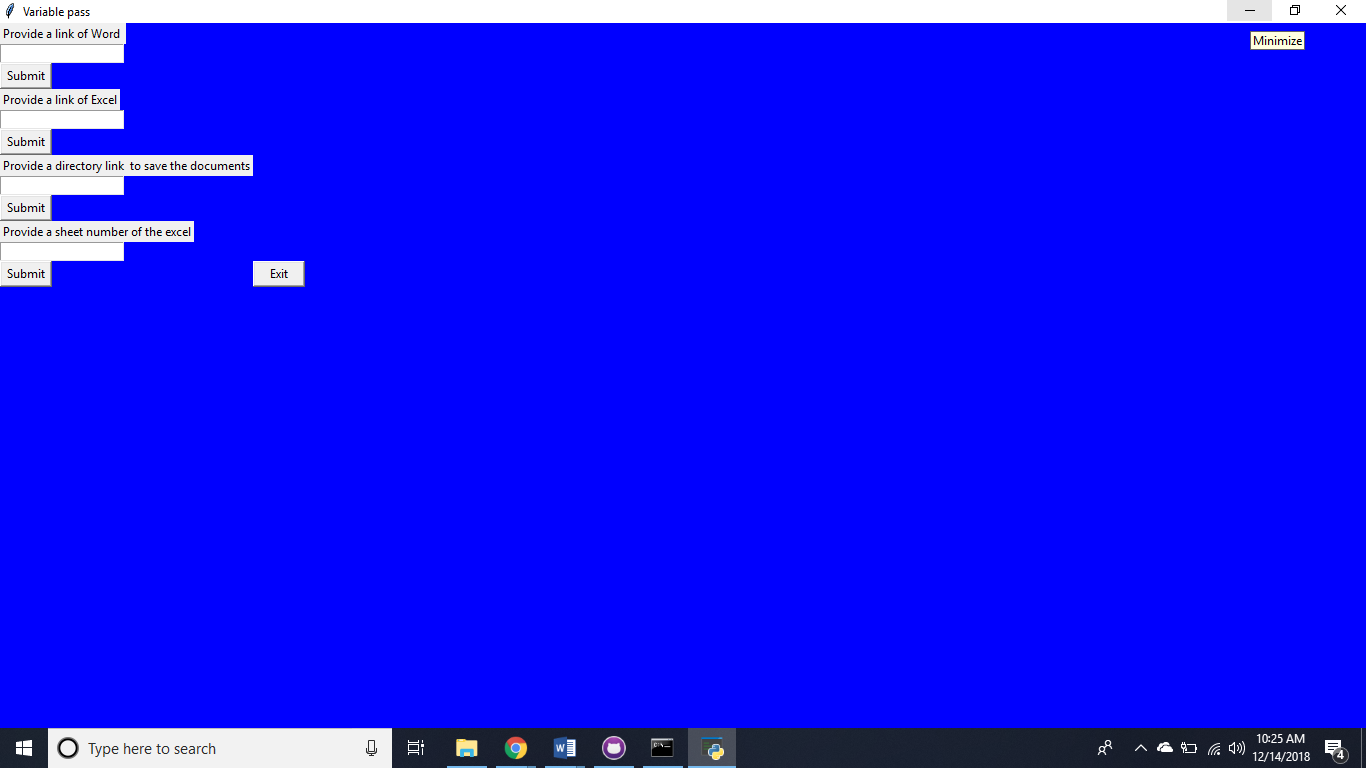 Variable pass
Minimize
Provide a link of Word
Submit
Provide a link of Excel
Submit
Provide a directory link  to save the documents
Submit
Provide a sheet number of the excel
Submit
Exit
Type here to search
10:25 AM
12/14/2018
4